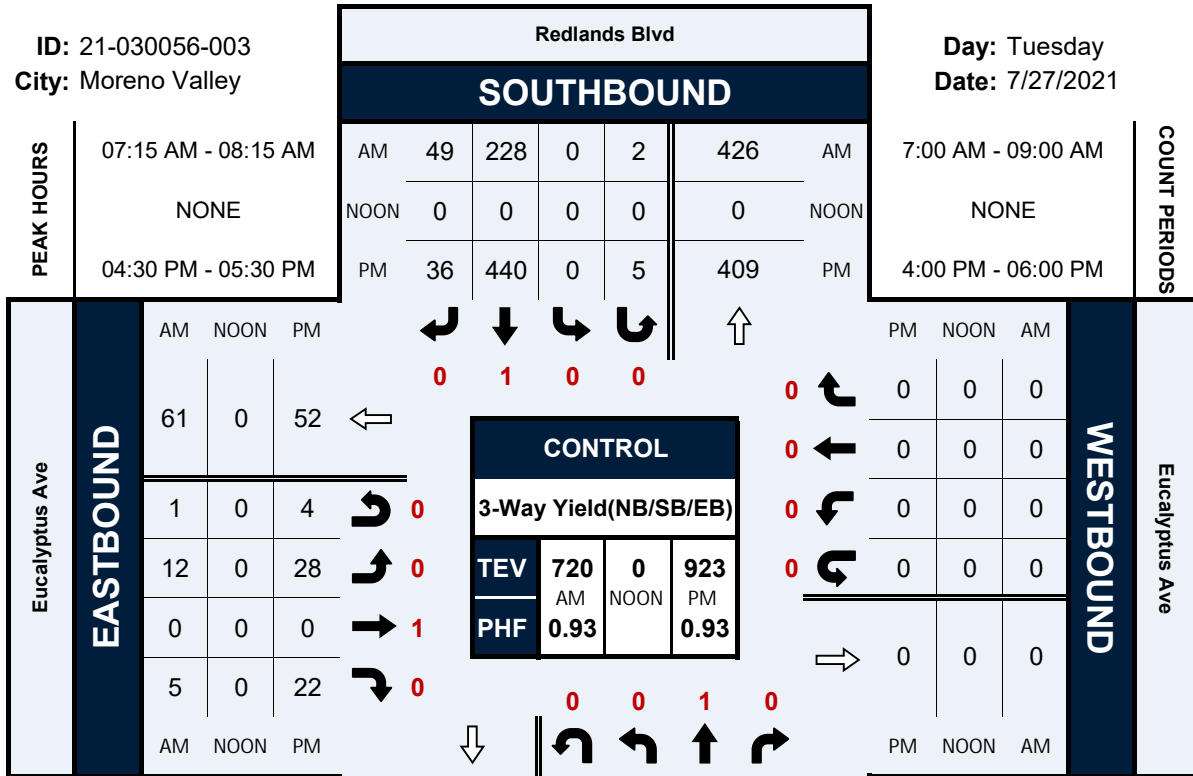 Redlands Blvd
ID: 21-030056-003
Day: Tuesday
City: Moreno Valley
Date: 7/27/2021
SOUTHBOUND
PEAK HOURS
07:15 AM - 08:15 AM
NONE
04:30 PM - 05:30 PM
AM 49 228 0 2 426 AM
NOON 0 0 0 0 0 NOON
PM 36 440 0 5 409 PM
7:00 AM - 09:00 AM
NONE
4:00 PM - 06:00 PM
COUNT PERIODS
0 1 0 0
Eucalyptus Ave
EASTBOUND
AM NOON PM
61 0 52
1 0 4 0
12 0 28 0
0 0 0 1
5 0 22 0
AM NOON PM
CONTROL
3-Way Yield(NB/SB/EB)
TEV 720 0 923
AM NOON PM
PHF 0.93 0.93
PM NOON AM
0 0 0 0
0 0 0 0
0 0 0 0
0 0 0 0
0 0 0
PM NOON AM
WESTBOUND
Eucalyptus Ave
0 0 1 0